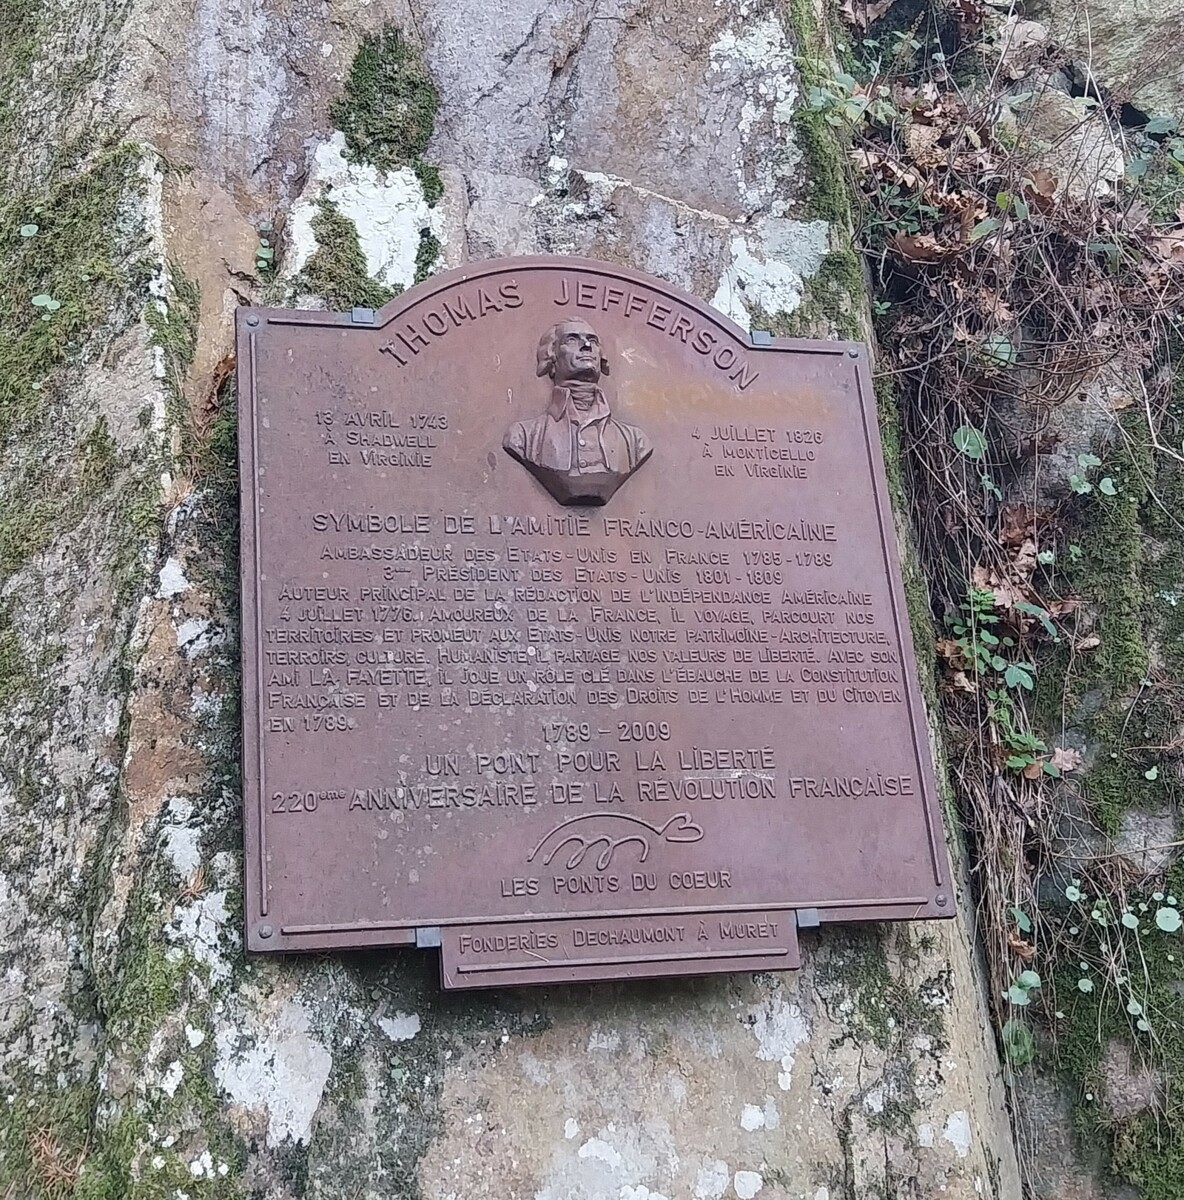 THOMAS JEFFERSON
13 AVRIL 1743
À SHADWELL
EN VIRGINIE
4 JUILLET 1826
À MONTICELLO
EN VIRGINIE
SYMBOLE DE L'AMITIÉ FRANCO-AMÉRICAINE
AMBASSADEUR DES ETATS-UNIS EN FRANCE 1785-1789
3ème PRÉSIDENT DES ETATS-UNIS 1801-1809
AUTEUR PRINCIPAL DE LA RÉDACTION DE L'INDÉPENDANCE AMÉRICAINE
4 JUILLET 1776. AMOUREUX DE LA FRANCE, IL VOYAGE, PARCOURT NOS
TERRITOIRES ET PROMEUT AUX ETATS-UNIS NOTRE PATRIMOINE-ARCHITECTURE,
TERROIRS, CULTURE. HUMANISTE, IL PARTAGE NOS VALEURS DE LIBERTÉ. AVEC SON
AMI LA FAYETTE, IL JOUE UN RÔLE CLÉ DANS L'ÉBAUCHE DE LA CONSTITUTION
FRANÇAISE ET DE LA DÉCLARATION DES DROITS DE L'HOMME ET DU CITOYEN
EN 1789.
1789 - 2009
UN PONT POUR LA LIBERTÉ
220eme ANNIVERSAIRE DE LA RÉVOLUTION FRANÇAISE
LES PONTS DU COEUR
FONDERIES DECHAUMONT À MURET